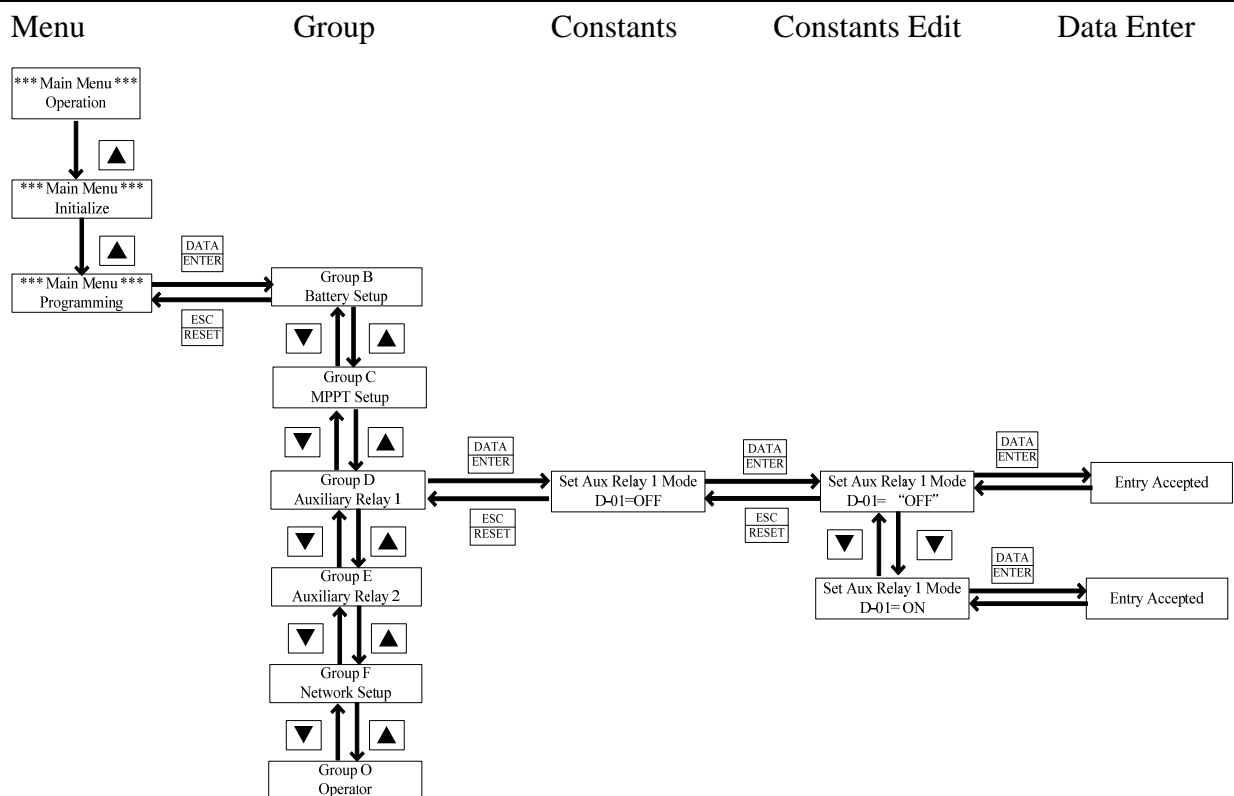 Menu Group Constants Constants Edit Data Enter
*** Main Menu ***
Operation
▲
*** Main Menu ***
Initialize
▲
*** Main Menu ***
Programming
DATA
ENTER
ESC
RESET
Group B
Battery Setup
▼ ▲
Group C
MPPT Setup
▼ ▲
Group D
Auxiliary Relay 1
▼ ▲
Group E
Auxiliary Relay 2
▼ ▲
Group F
Network Setup
▼ ▲
Group O
Operator
DATA
ENTER
ESC
RESET
Set Aux Relay 1 Mode
D-01=OFF
DATA
ENTER
ESC
RESET
Set Aux Relay 1 Mode
D-01= “OFF”
▼ ▼
Set Aux Relay 1 Mode
D-01=ON
DATA
ENTER
Entry Accepted
DATA
ENTER
Entry Accepted